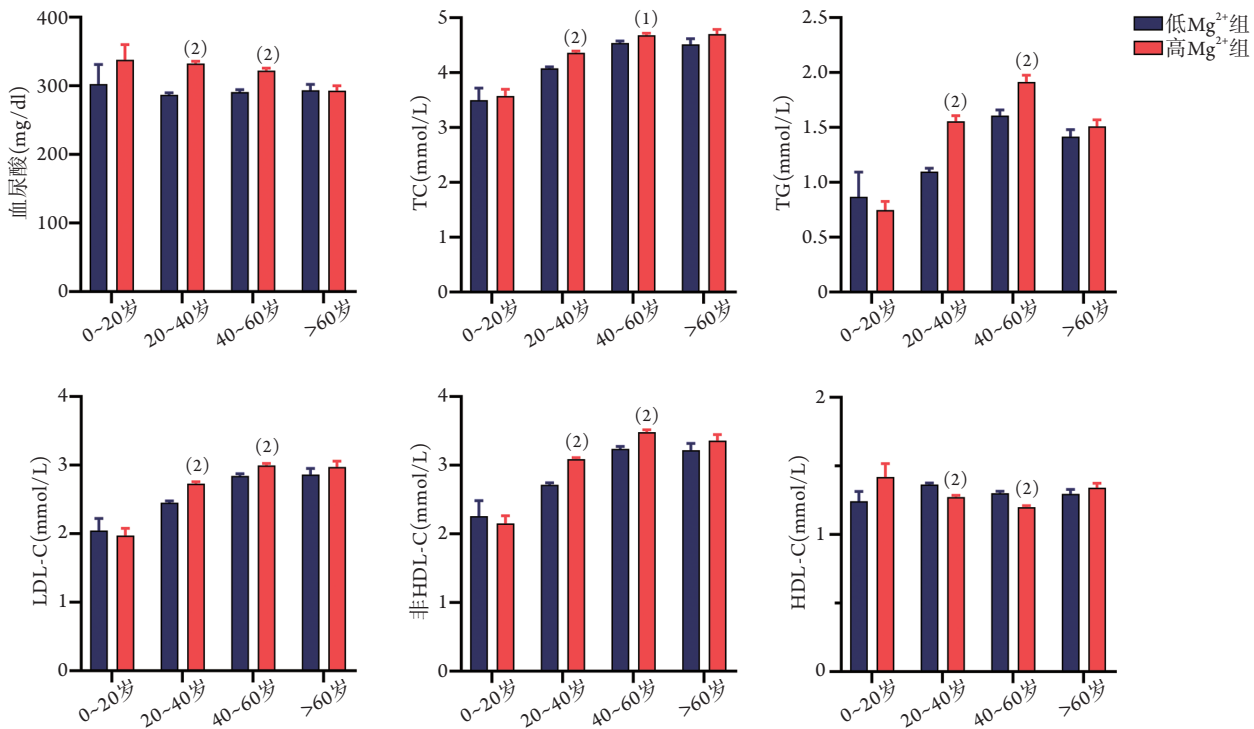 低Mg²⁺组
高Mg²⁺组
血尿酸(mg/dl)
400
300
200
100
0
(2)
(2)
0~20岁
20~40岁
40~60岁
>60岁
TC(mmol/L)
5
4
3
2
1
0
(2)
(1)
0~20岁
20~40岁
40~60岁
>60岁
TG(mmol/L)
2.5
2.0
1.5
1.0
0.5
0
(2)
(2)
0~20岁
20~40岁
40~60岁
>60岁
LDL-C(mmol/L)
4
3
2
1
0
(2)
(2)
0~20岁
20~40岁
40~60岁
>60岁
非HDL-C(mmol/L)
4
3
2
1
0
(2)
(2)
0~20岁
20~40岁
40~60岁
>60岁
HDL-C(mmol/L)
2
1
0
(2)
(2)
0~20岁
20~40岁
40~60岁
>60岁